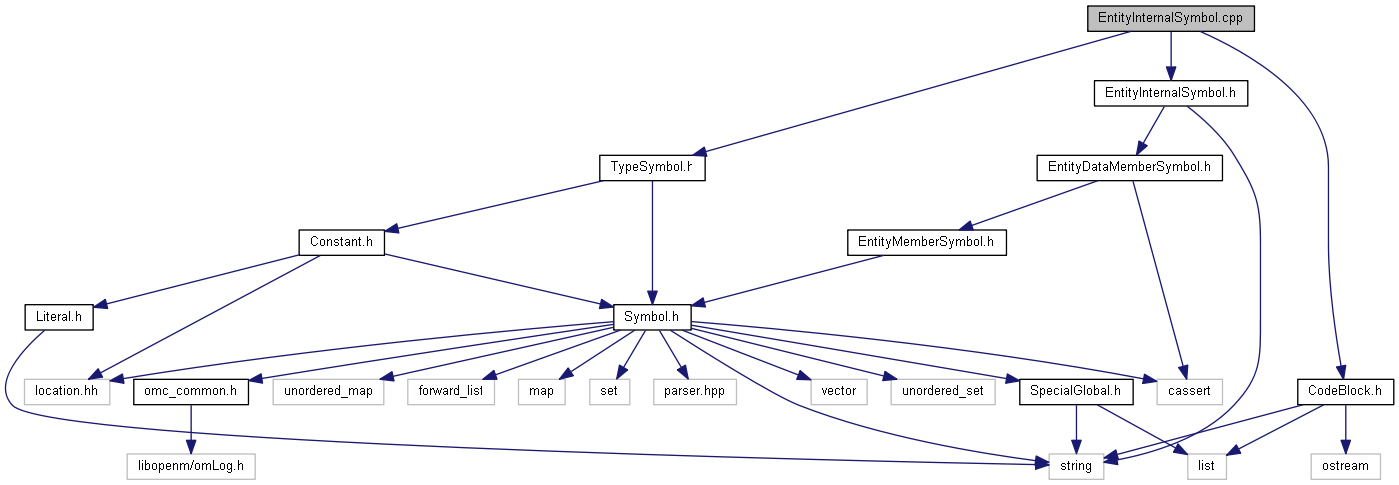 EntityInternalSymbol.cpp
EntityInternalSymbol.h
TypeSymbol.h
EntityDataMemberSymbol.h
Constant.h
EntityMemberSymbol.h
Literal.h
Symbol.h
location.hh
omc_common.h
unordered_map
forward_list
map
set
parser.hpp
vector
unordered_set
SpecialGlobal.h
cassert
CodeBlock.h
libopenm/omLog.h
string
list
ostream